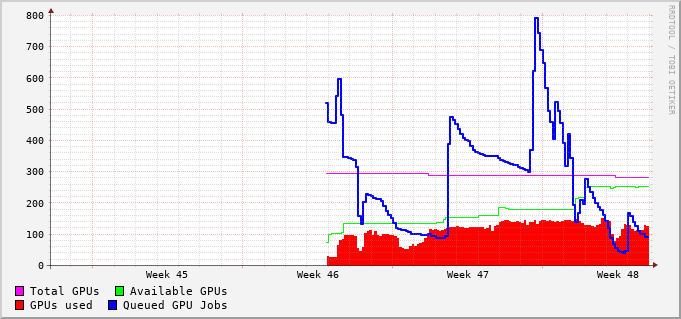 800
700
600
500
400
300
200
100
0
Week 45 Week 46 Week 47 Week 48
Total GPUs Available GPUs
GPUs used Queued GPU Jobs
RRDTOOL / TOBI OETIKER